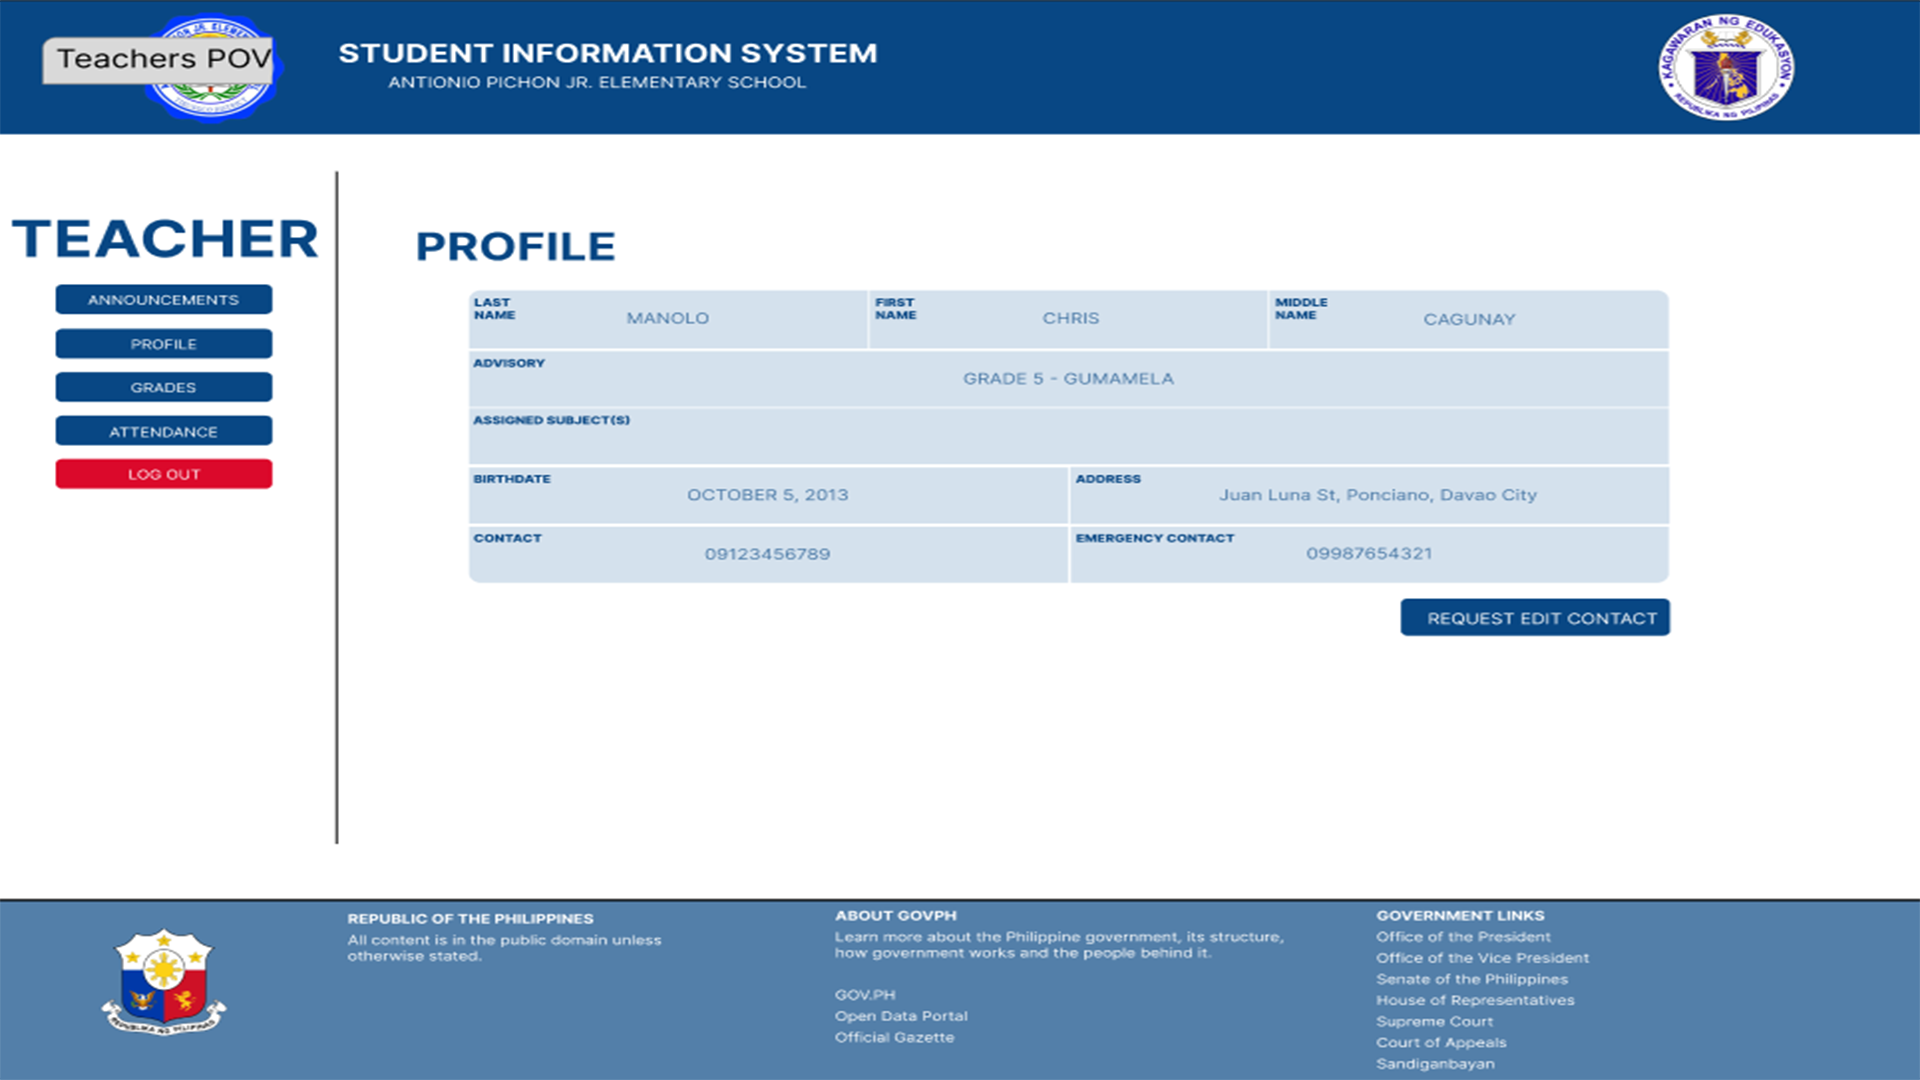 Teachers POV
STUDENT INFORMATION SYSTEM
ANTIONIO PICHON JR. ELEMENTARY SCHOOL
KAGAWARAN NG EDUKASYON
REPUBLIKA NG PILIPINAS
TEACHER
ANNOUNCEMENTS
PROFILE
GRADES
ATTENDANCE
LOG OUT
PROFILE
LAST
NAME
MANOLO
FIRST
NAME
CHRIS
MIDDLE
NAME
CAGUNAY
ADVISORY
GRADE 5 - GUMAMELA
ASSIGNED SUBJECT(S)
BIRTHDATE
OCTOBER 5, 2013
ADDRESS
Juan Luna St, Ponciano, Davao City
CONTACT
09123456789
EMERGENCY CONTACT
09987654321
REQUEST EDIT CONTACT
REPUBLIKA NG PILIPINAS
REPUBLIC OF THE PHILIPPINES
All content is in the public domain unless
otherwise stated.
ABOUT GOVPH
Learn more about the Philippine government, its structure,
how government works and the people behind it.
GOV.PH
Open Data Portal
Official Gazette
GOVERNMENT LINKS
Office of the President
Office of the Vice President
Senate of the Philippines
House of Representatives
Supreme Court
Court of Appeals
Sandiganbayan